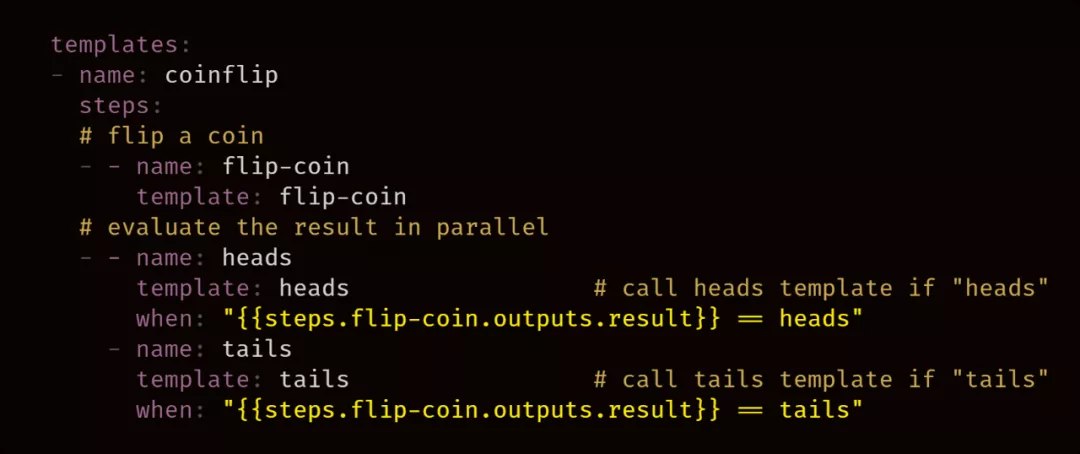 templates:
- name: coinflip
  steps:
  # flip a coin
  - - name: flip-coin
      template: flip-coin
  # evaluate the result in parallel
  - - name: heads
      template: heads                 # call heads template if "heads"
      when: "{{steps.flip-coin.outputs.result}} == heads"
    - name: tails
      template: tails                 # call tails template if "tails"
      when: "{{steps.flip-coin.outputs.result}} == tails"